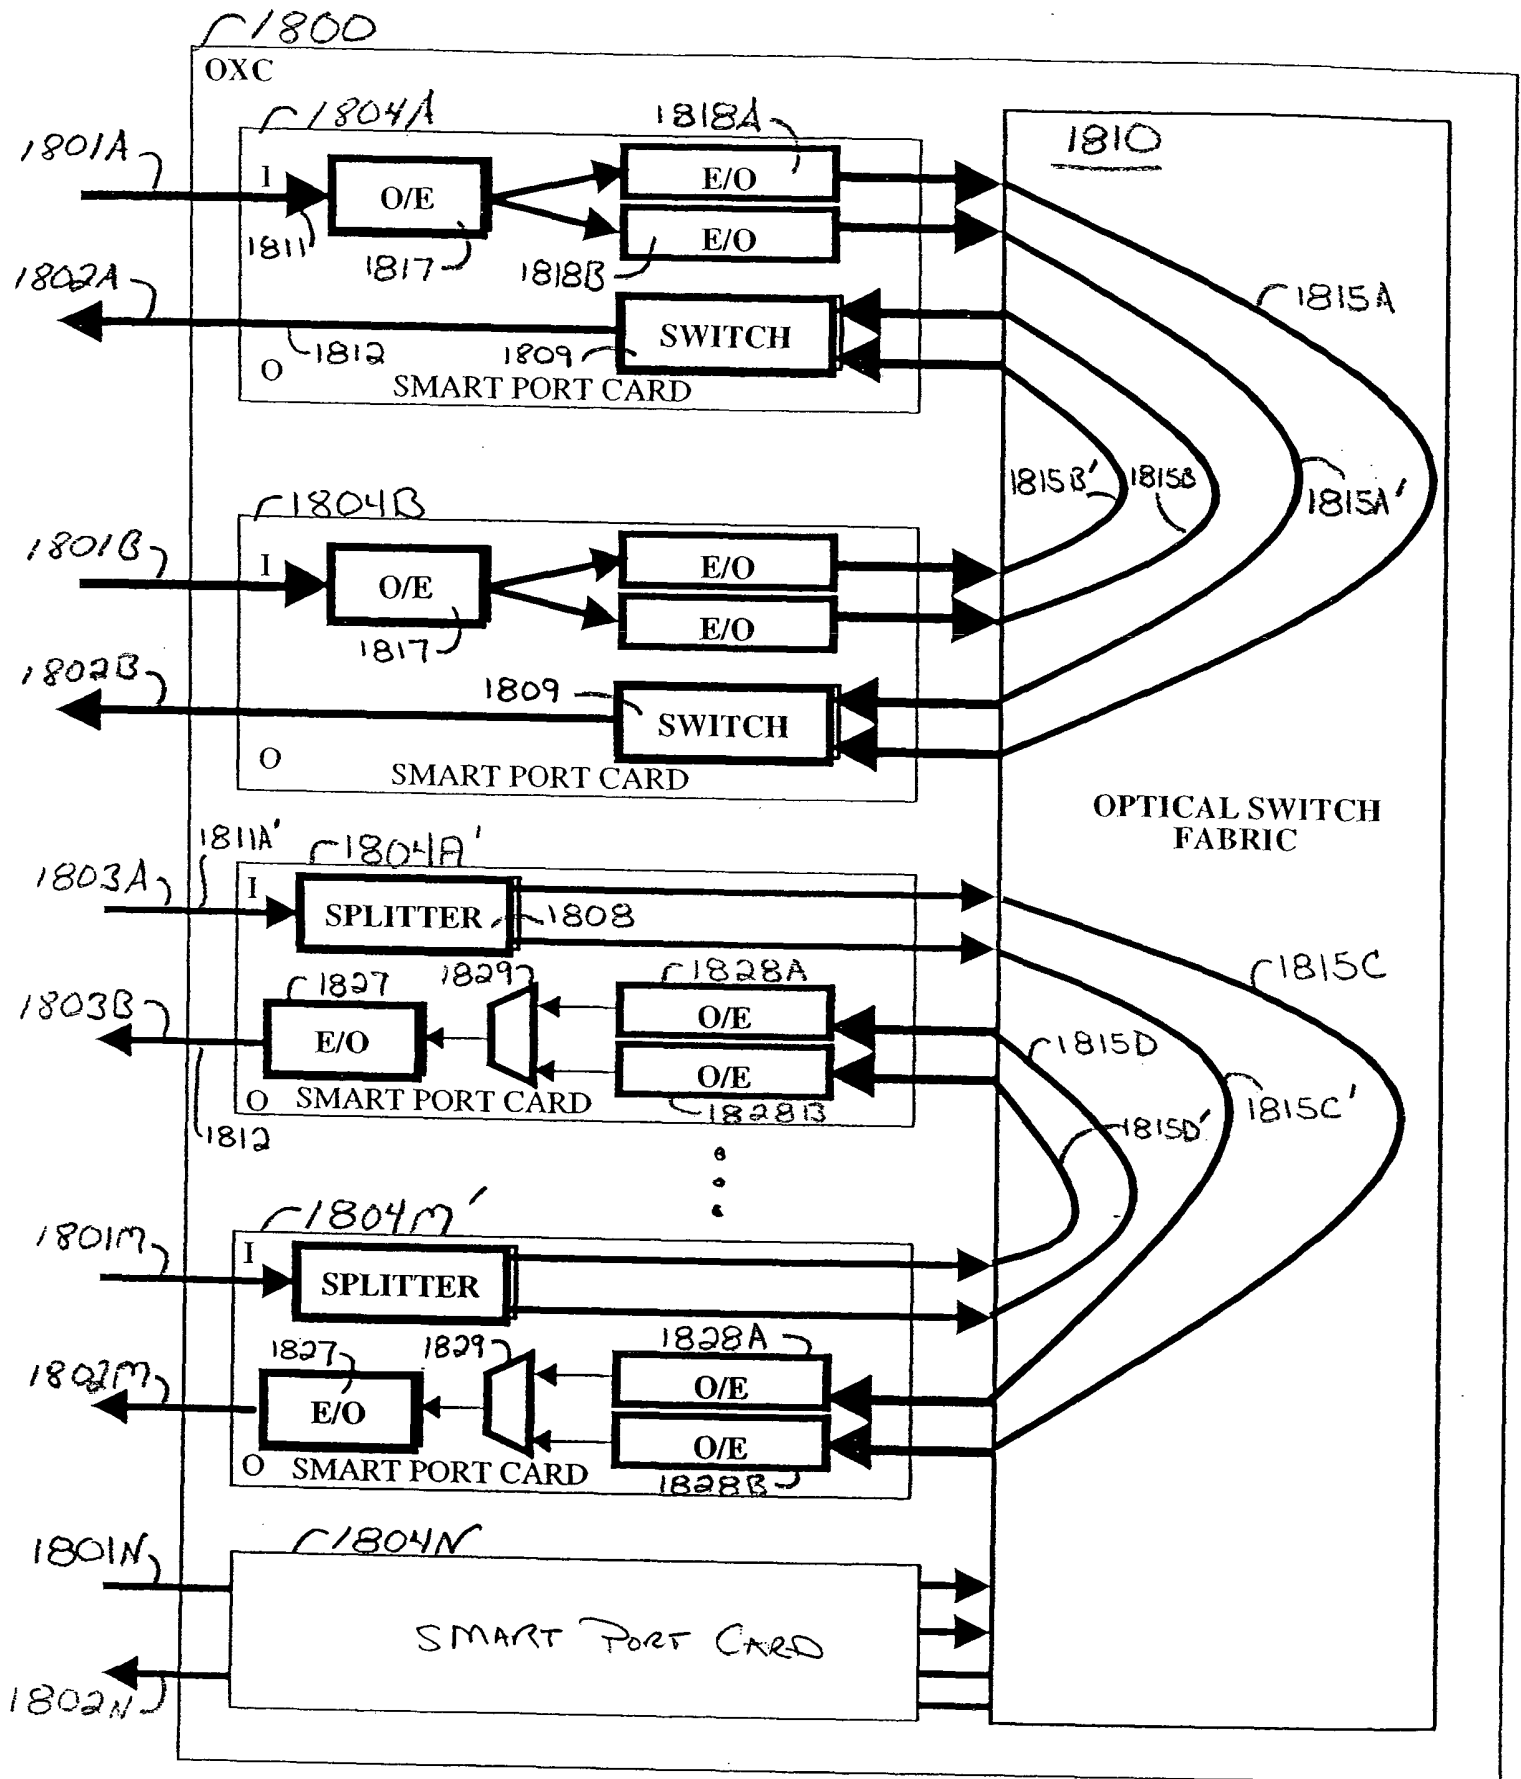 1800
OXC
1804A
1818A
1810
1801A
I
O/E
E/O
1811
1817
1818B
E/O
1802A
1815A
1812
1809
SWITCH
O
SMART PORT CARD
1815B'
1815B
1815A'
1804B
1801B
I
O/E
E/O
E/O
1817
1802B
1809
SWITCH
O
SMART PORT CARD
OPTICAL SWITCH
FABRIC
1811A'
1804A'
1803A
I
SPLITTER
1808
1815C
1827
1829
1828A
1803B
E/O
O/E
O/E
1815D
O
SMART PORT CARD
1828B
1815D'
1815C'
1812
1804M'
1801M
I
SPLITTER
1827
1829
1828A
1802M
E/O
O/E
O/E
O
SMART PORT CARD
1828B
1804N
1801N
SMART PORT CARD
1802N